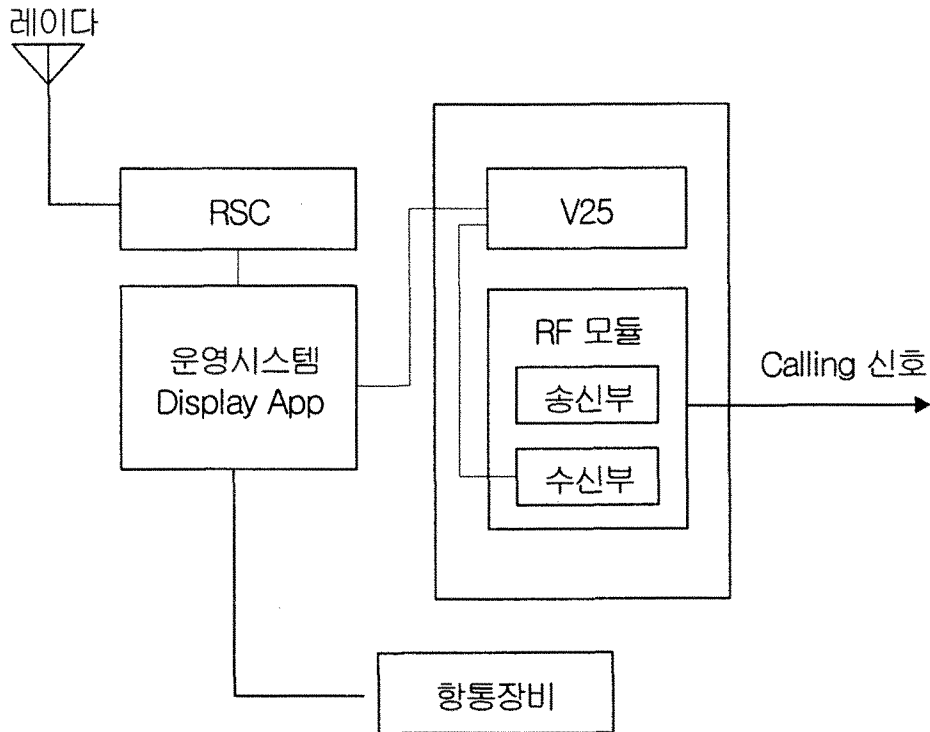 레이다
RSC
V25
운영시스템
Display App
RF 모듈
송신부
수신부
Calling 신호
항통장비